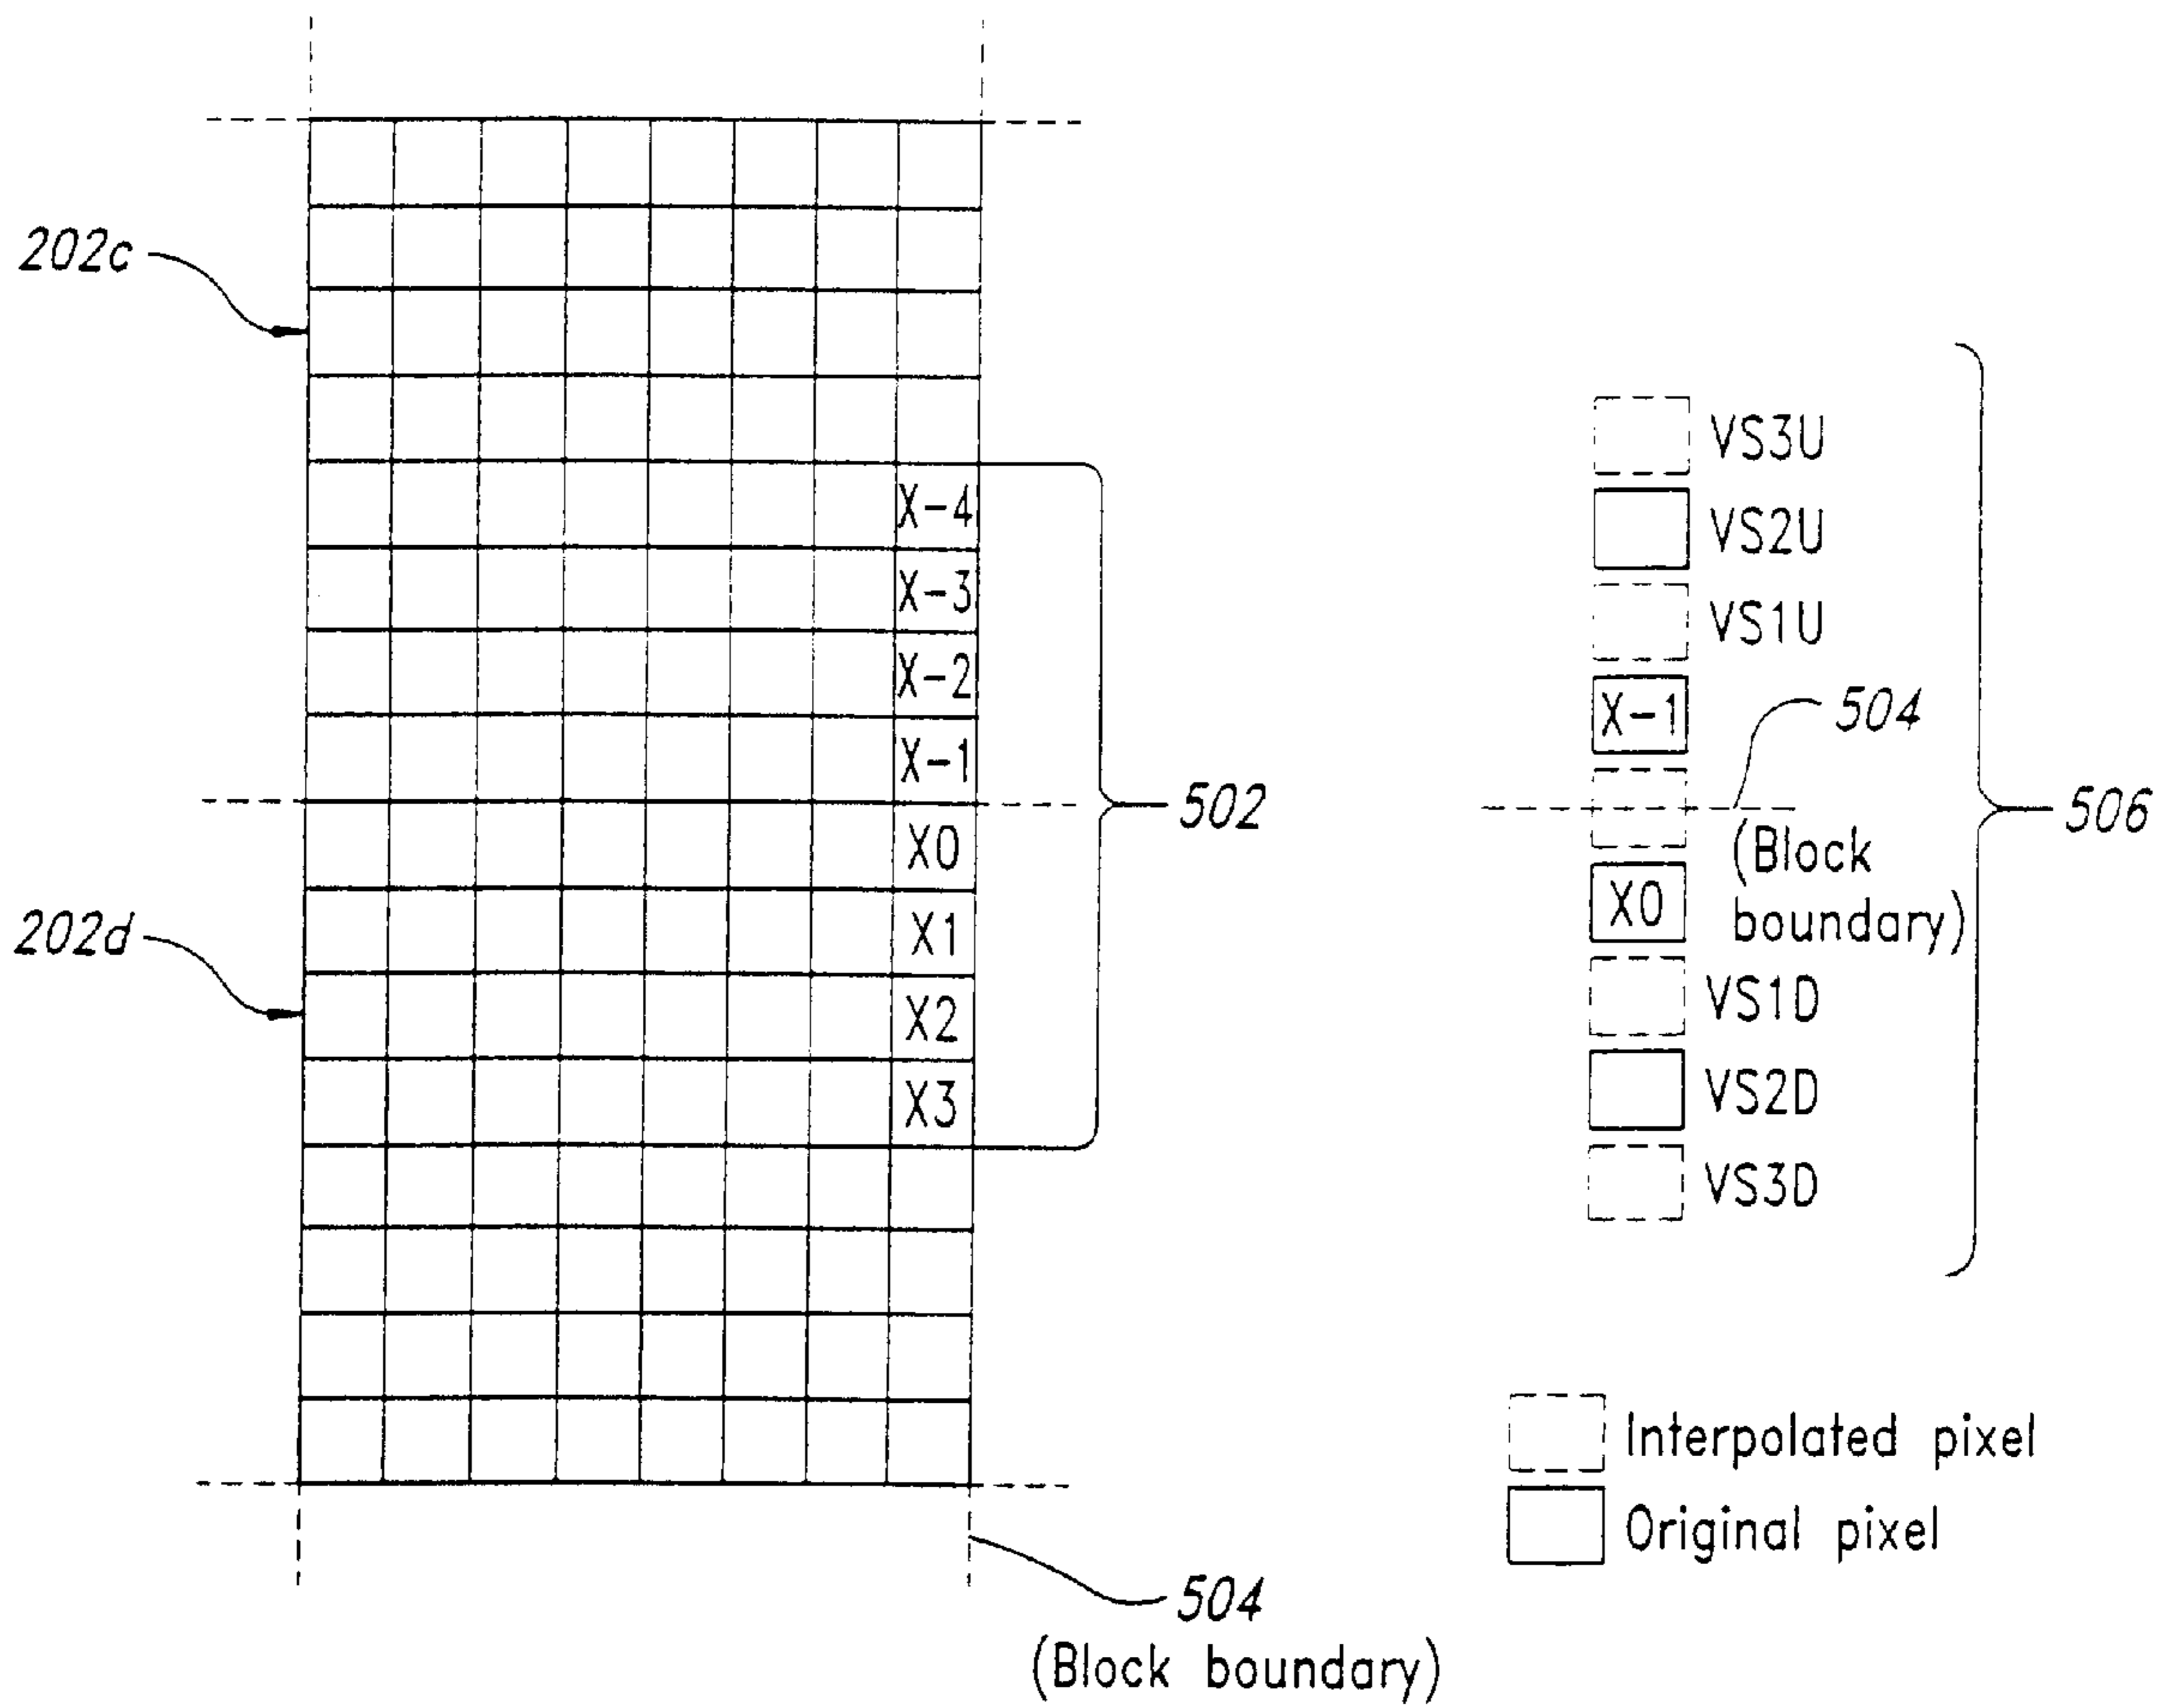 202c
X-4
X-3
X-2
X-1
502
X0
X1
202d
X2
X3
504
(Block boundary)
VS3U
VS2U
VS1U
X-1
504
(Block
boundary)
506
X0
VS1D
VS2D
VS3D
Interpolated pixel
Original pixel